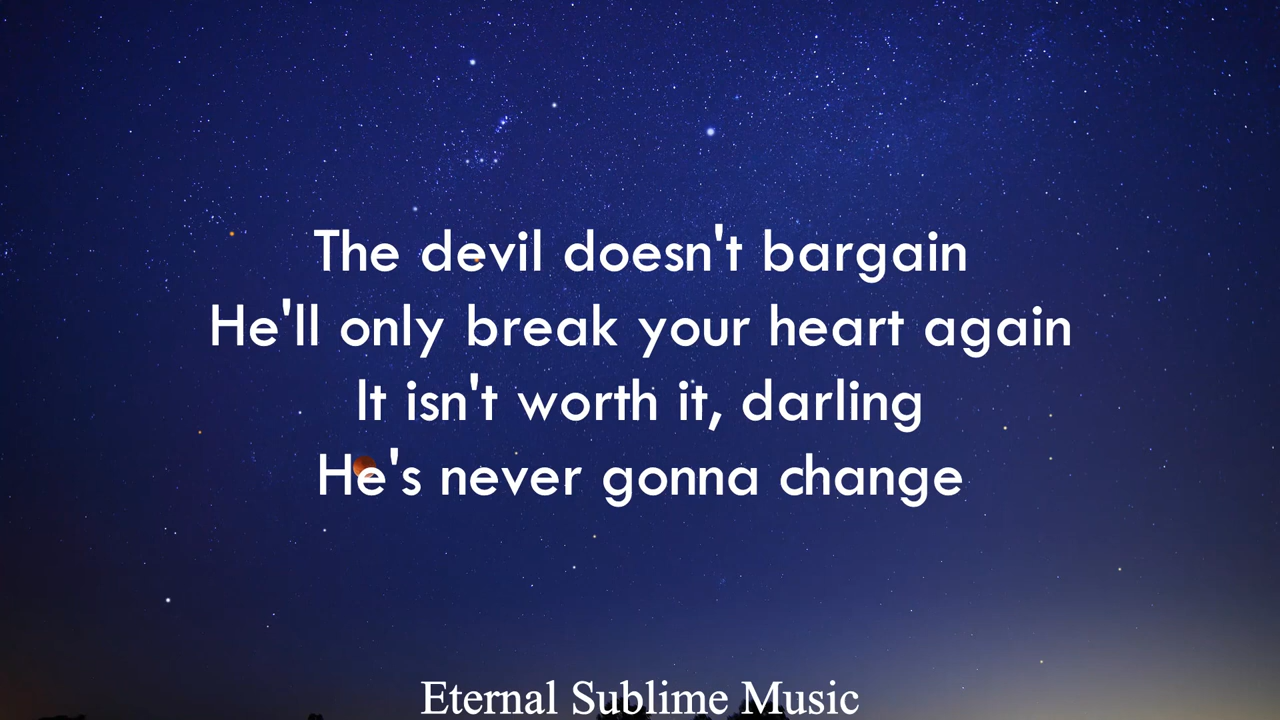 The devil doesn't bargain
He'll only break your heart again
It isn't worth it, darling
He's never gonna change
Eternal Sublime Music